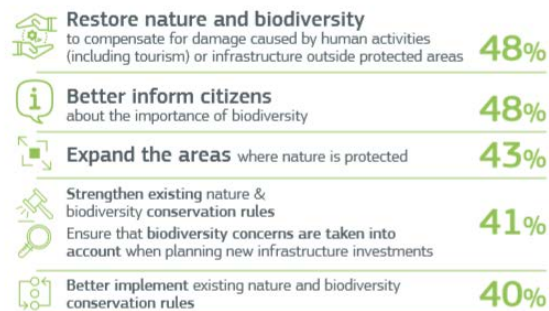 Restore nature and biodiversity
to compensate for damage caused by human activities
(including tourism) or infrastructure outside protected areas
48%
Better inform citizens
about the importance of biodiversity
48%
Expand the areas where nature is protected
43%
Strengthen existing nature &
biodiversity conservation rules
Ensure that biodiversity concerns are taken into
account when planning new infrastructure investments
41%
Better implement existing nature and biodiversity
conservation rules
40%